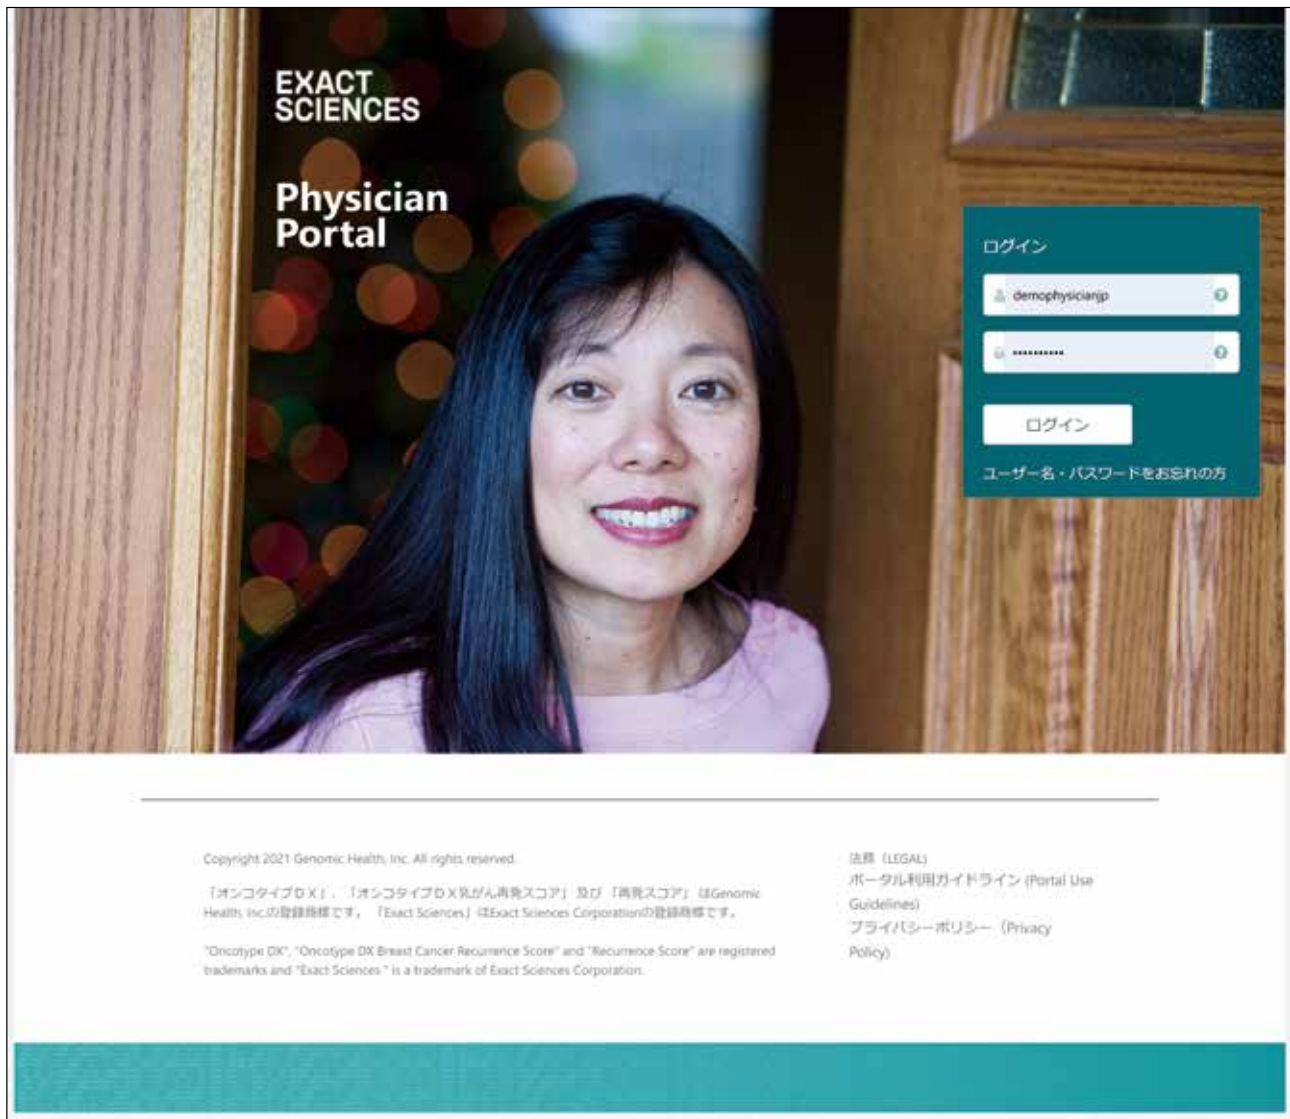 EXACT
SCIENCES
Physician
Portal
ログイン
demophysicianjp
••••••••••
ログイン
ユーザー名・パスワードをお忘れの方
Copyright 2021 Genomic Health, Inc. All rights reserved.
「オンコタイプＤＸ」、「オンコタイプＤＸ乳がん再発スコア」 及び 「再発スコア」 はGenomic
Health, Inc.の登録商標です。 「Exact Sciences」はExact Sciences Corporationの登録商標です。
"Oncotype DX", "Oncotype DX Breast Cancer Recurrence Score" and "Recurrence Score" are registered
trademarks and "Exact Sciences " is a trademark of Exact Sciences Corporation.
法務（LEGAL)
ポータル利用ガイドライン (Portal Use
Guidelines)
プライバシーポリシー（Privacy
Policy)